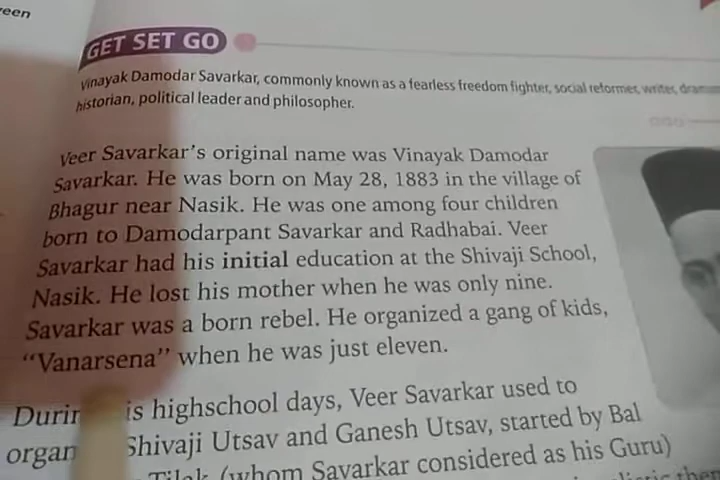 een
GET SET GO
Vinayak Damodar Savarkar, commonly known as a fearless freedom fighter, social reformer, writer,
historian, political leader and philosopher.
Veer Savarkar's original name was Vinayak Damodar
Savarkar. He was born on May 28, 1883 in the village of
Bhagur near Nasik. He was one among four children
born to Damodarpant Savarkar and Radhabai. Veer
Savarkar had his initial education at the Shivaji School,
Nasik. He lost his mother when he was only nine.
Savarkar was a born rebel. He organized a gang of kids,
"Vanarsena" when he was just eleven.
is highschool days, Veer Savarkar used to
Shivaji Utsav and Ganesh Utsav, started by Bal
Tilak (whom Savarkar considered as his Guru)